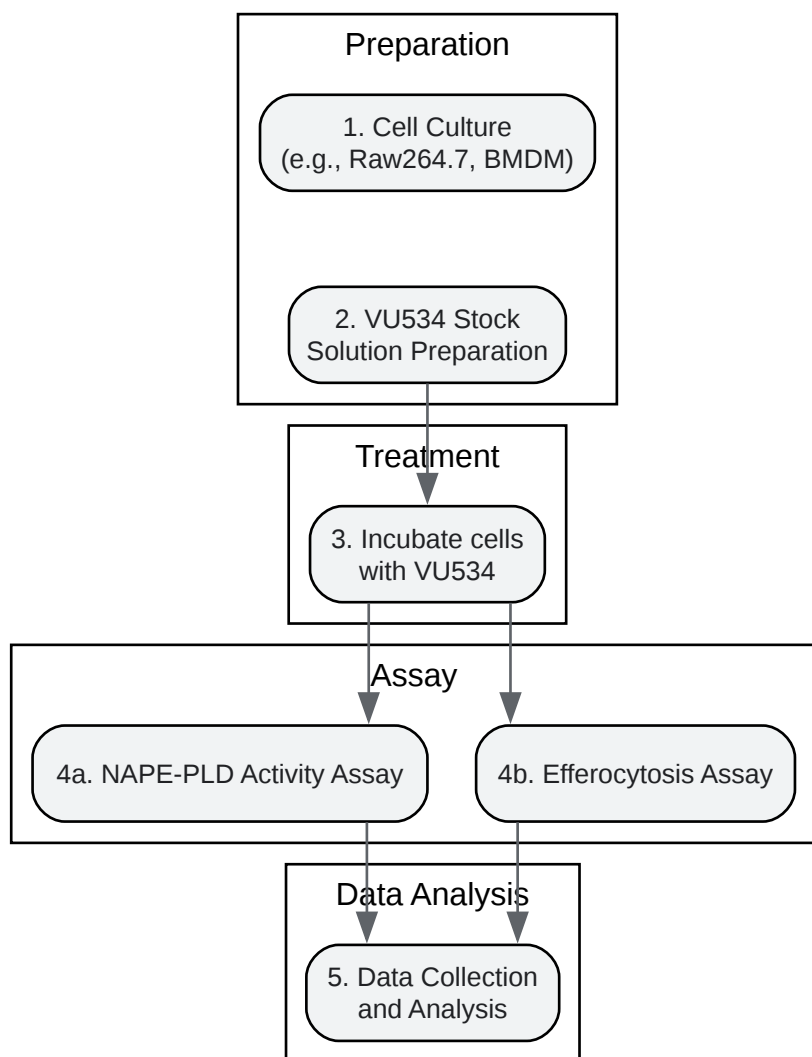 Preparation
1. Cell Culture
(e.g., Raw264.7, BMDM)
2. VU534 Stock
Solution Preparation
Treatment
3. Incubate cells
with VU534
Assay
4a. NAPE-PLD Activity Assay
4b. Efferocytosis Assay
Data Analysis
5. Data Collection
and Analysis